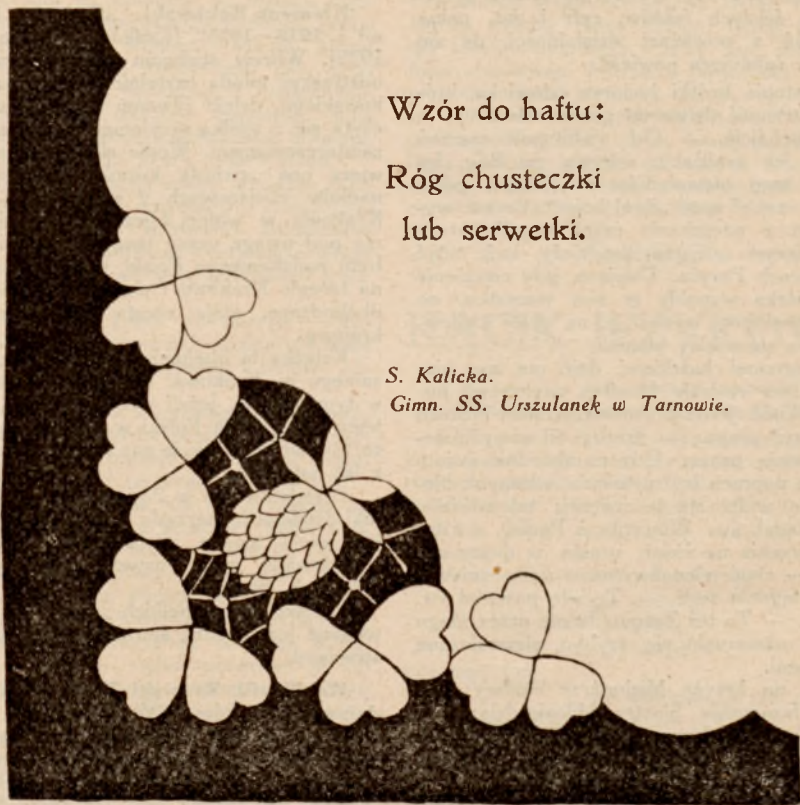 Wzór do haftu:
Róg chusteczki
lub serwetki.
S. Kalicka.
Gimn. SS. Urszulanek w Tarnowie.